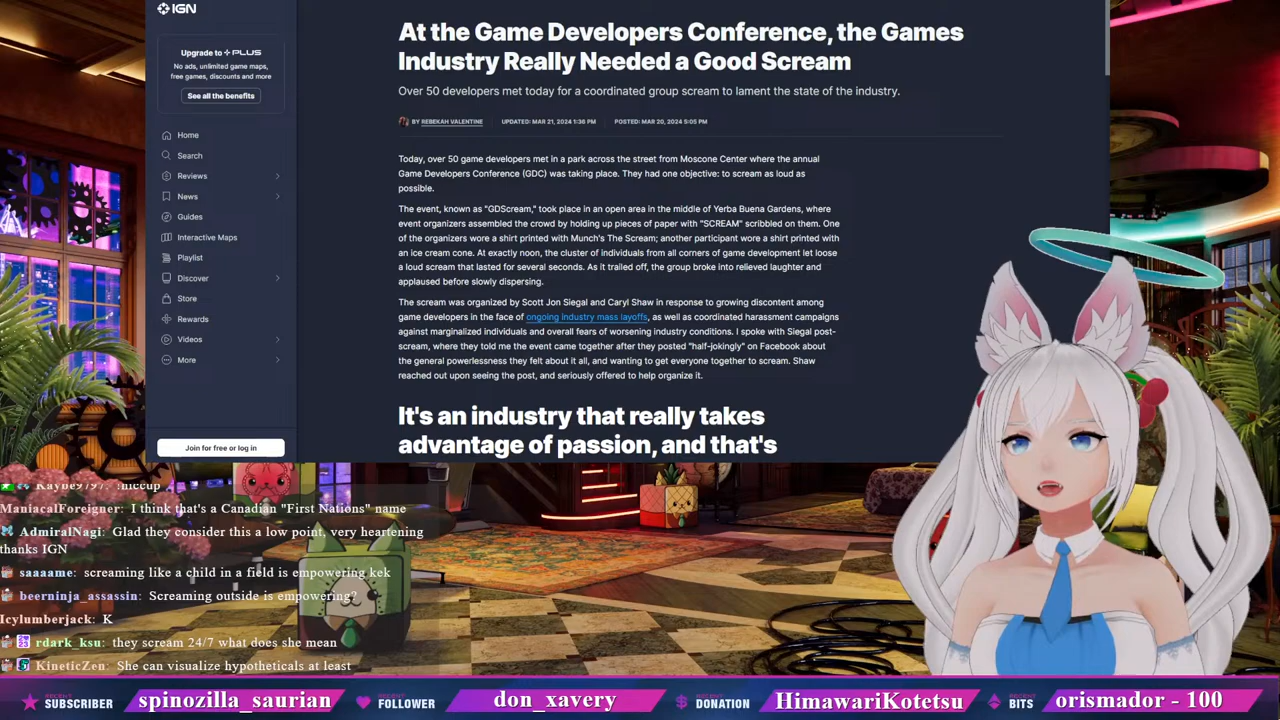 IGN
Upgrade to PLUS
No ads, unlimited game maps,
free games, discounts and more
See all the benefits
Home
Search
Reviews
News
Guides
Interactive Maps
Playlist
Discover
Store
Rewards
Videos
More
Join for free or log in
At the Game Developers Conference, the Games
Industry Really Needed a Good Scream
Over 50 developers met today for a coordinated group scream to lament the state of the industry.
BY REBEKAH VALENTINE UPDATED: MAR 21, 2024 1:36 PM POSTED: MAR 20, 2024 5:05 PM
Today, over 50 game developers met in a park across the street from Moscone Center where the annual
Game Developers Conference (GDC) was taking place. They had one objective: to scream as loud as
possible.
The event, known as "GDScream," took place in an open area in the middle of Yerba Buena Gardens, where
event organizers assembled the crowd by holding up pieces of paper with "SCREAM" scribbled on them. One
of the organizers wore a shirt printed with Munch's The Scream; another participant wore a shirt printed with
an ice cream cone. At exactly noon, the cluster of individuals from all corners of game development let loose
a loud scream that lasted for several seconds. As it trailed off, the group broke into relieved laughter and
applaused before slowly dispersing.
The scream was organized by Scott Jon Siegal and Caryl Shaw in response to growing discontent among
game developers in the face of ongoing industry mass layoffs, as well as coordinated harassment campaigns
against marginalized individuals and overall fears of worsening industry conditions. I spoke with Siegal post-
scream, where they told me the event came together after they posted "half-jokingly" on Facebook about
the general powerlessness they felt about it all, and wanting to get everyone together to scream. Shaw
reached out upon seeing the post, and seriously offered to help organize it.
It's an industry that really takes
advantage of passion, and that's
Kaybe9797: !hiccup
ManiacalForeigner: I think that's a Canadian "First Nations" name
AdmiralNagi: Glad they consider this a low point, very heartening
thanks IGN
saaaame: screaming like a child in a field is empowering kek
beerninja_assassin: Screaming outside is empowering?
Icylumberjack: K
rdark_ksu: they scream 24/7 what does she mean
KineticZen: She can visualize hypotheticals at least
RECENT SUBSCRIBER spinozilla_saurian RECENT FOLLOWER don_xavery RECENT DONATION HimawariKotetsu RECENT BITS orismador - 100